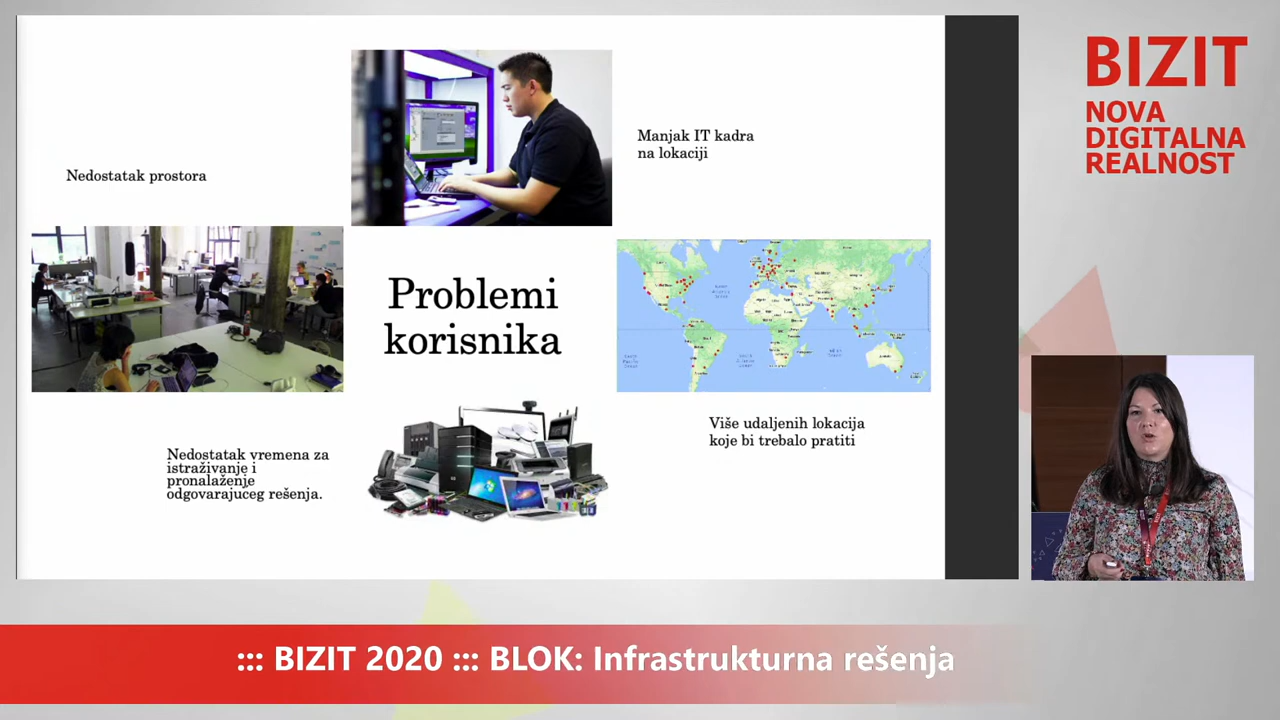 Nedostatak prostora
Manjak IT kadra
na lokaciji
Problemi
korisnika
Nedostatak vremena za
istraživanje i
pronalaženje
odgovarajuceg rešenja.
Više udaljenih lokacija
koje bi trebalo pratiti
BIZIT
NOVA
DIGITALNA
REALNOST
::: BIZIT 2020 ::: BLOK: Infrastrukturna rešenja